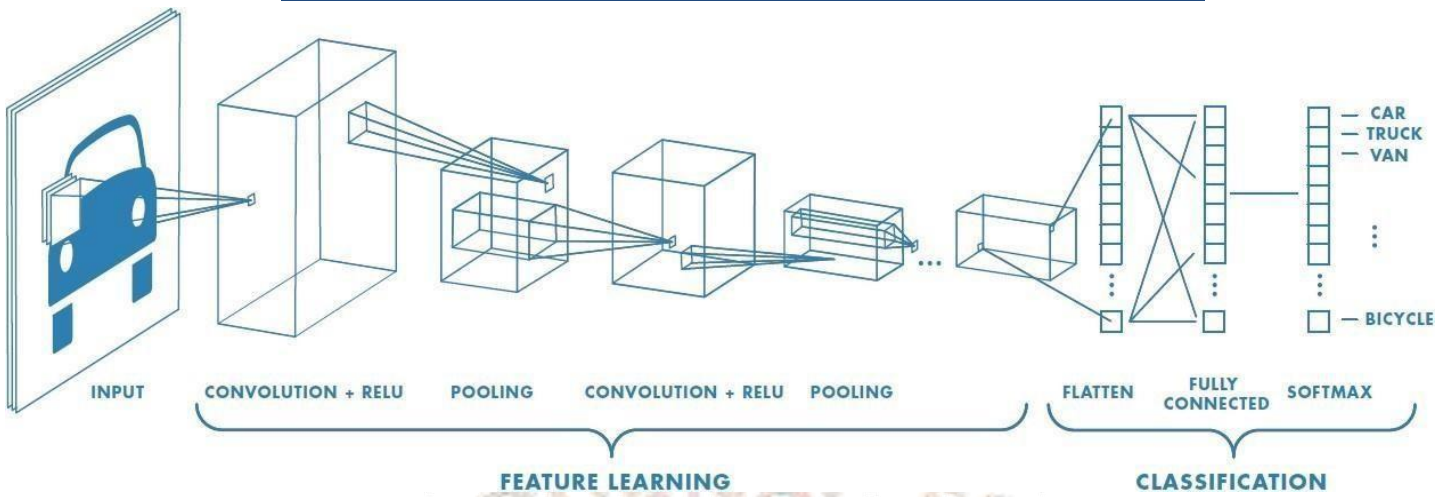 CAR
TRUCK
VAN
BICYCLE
INPUT
CONVOLUTION + RELU
POOLING
CONVOLUTION + RELU
POOLING
FLATTEN
FULLY
CONNECTED
SOFTMAX
FEATURE LEARNING
CLASSIFICATION